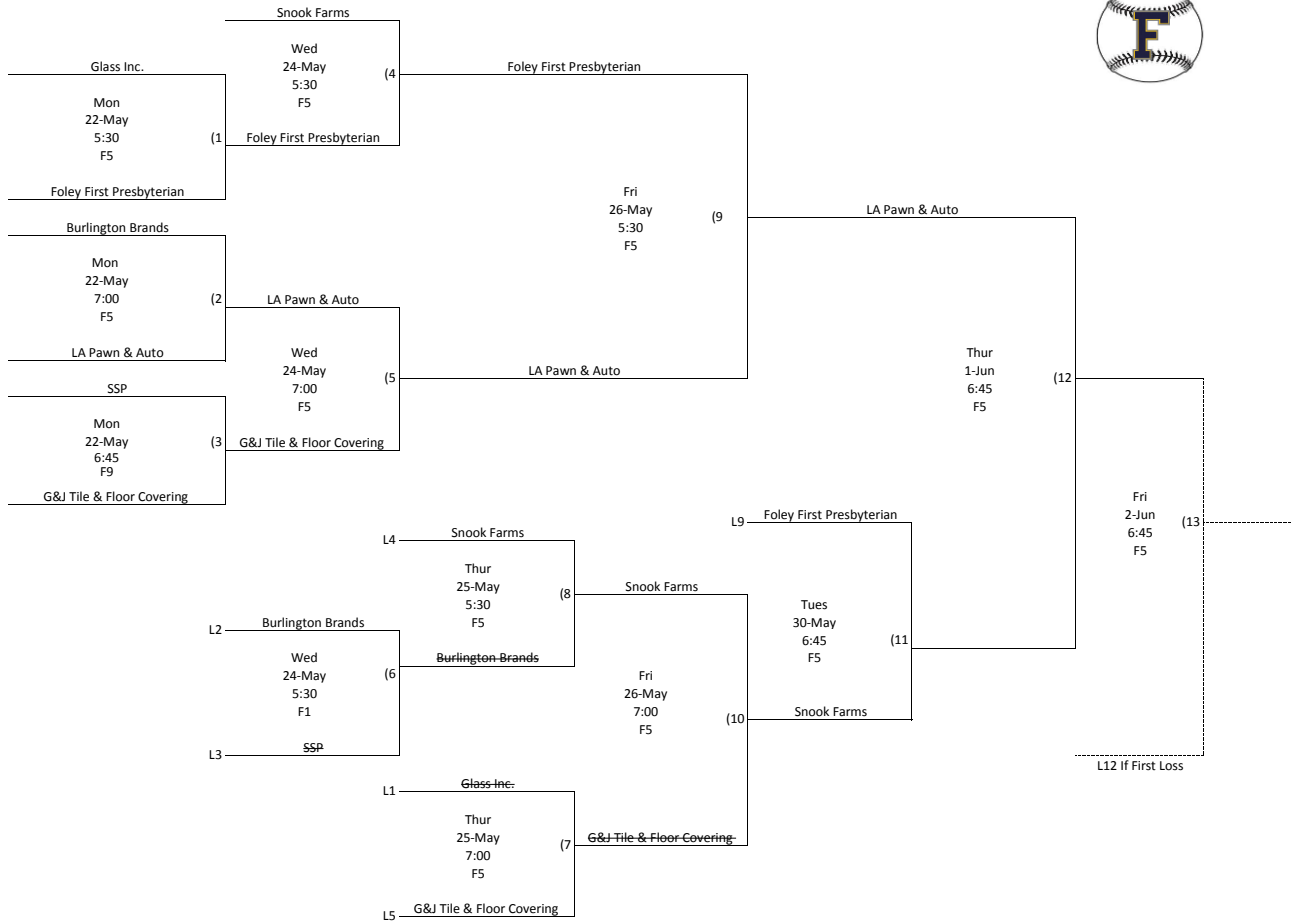 Snook Farms
Wed
24-May
5:30
F5
(4
Foley First Presbyterian
F
Glass Inc.
Mon
22-May
5:30
F5
(1
Foley First Presbyterian
Foley First Presbyterian
Burlington Brands
Mon
22-May
7:00
F5
(2
LA Pawn & Auto
LA Pawn & Auto
Wed
24-May
7:00
F5
(5
LA Pawn & Auto
SSP
Mon
22-May
6:45
F9
(3
G&J Tile & Floor Covering
G&J Tile & Floor Covering
Fri
26-May
5:30
F5
(9
LA Pawn & Auto
Thur
1-Jun
6:45
F5
(12
Fri
2-Jun
6:45
F5
(13
L12 If First Loss
L4
Snook Farms
Thur
25-May
5:30
F5
(8
Snook Farms
L2
Burlington Brands
Wed
24-May
5:30
F1
(6
Burlington Brands
L3
SSP
L1
Glass Inc.
Thur
25-May
7:00
F5
(7
G&J Tile & Floor Covering
L5
G&J Tile & Floor Covering
Fri
26-May
7:00
F5
(10
Snook Farms
L9
Foley First Presbyterian
Tues
30-May
6:45
F5
(11